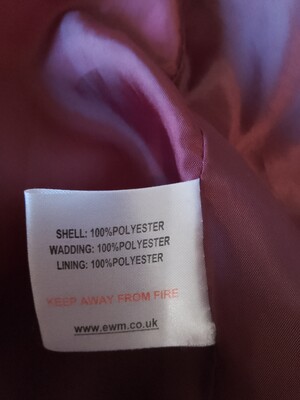 SHELL: 100%POLYESTER
WADDING: 100%POLYESTER
LINING: 100%POLYESTER
KEEP AWAY FROM FIRE
www.ewm.co.uk